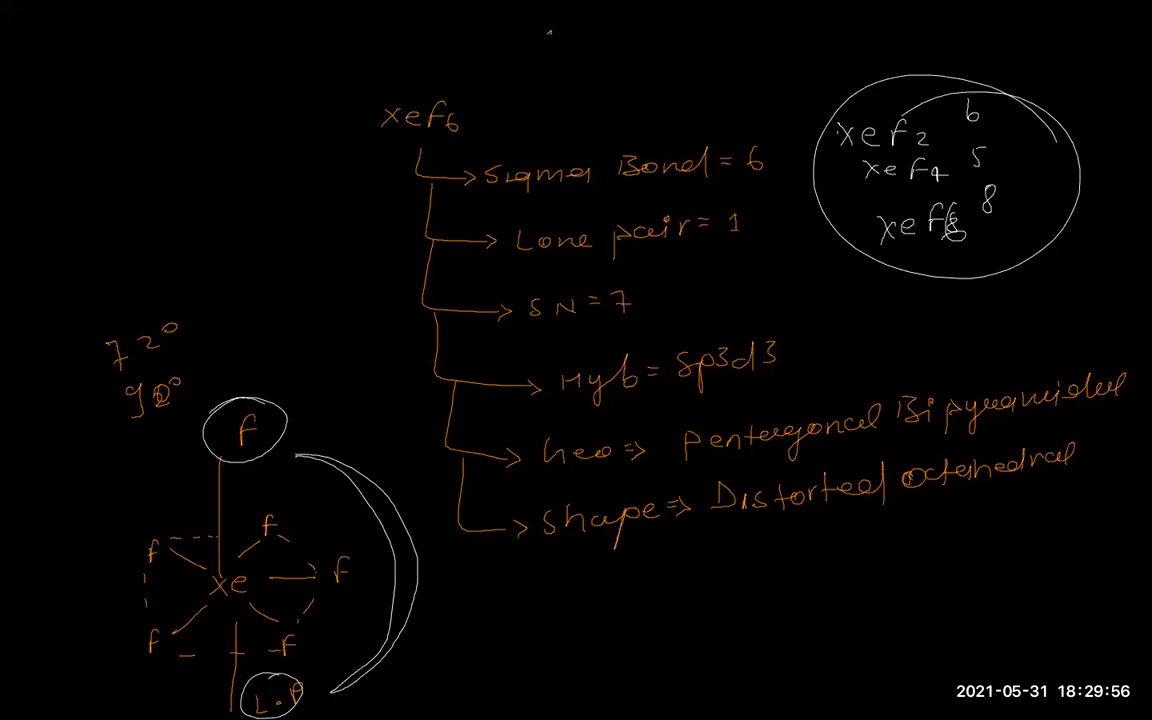 xef6
Sigma Bond = 6
Lone pair = 1
SN = 7
Hyb = Sp3d3
Geo => Pentagonal Bipyramidal
Shape => Distorted octahedral
xef2 6
xef4 5
xef6 8
72°
90°
F
F
F
F
xe
F
F
L.P
2021-05-31 18:29:56